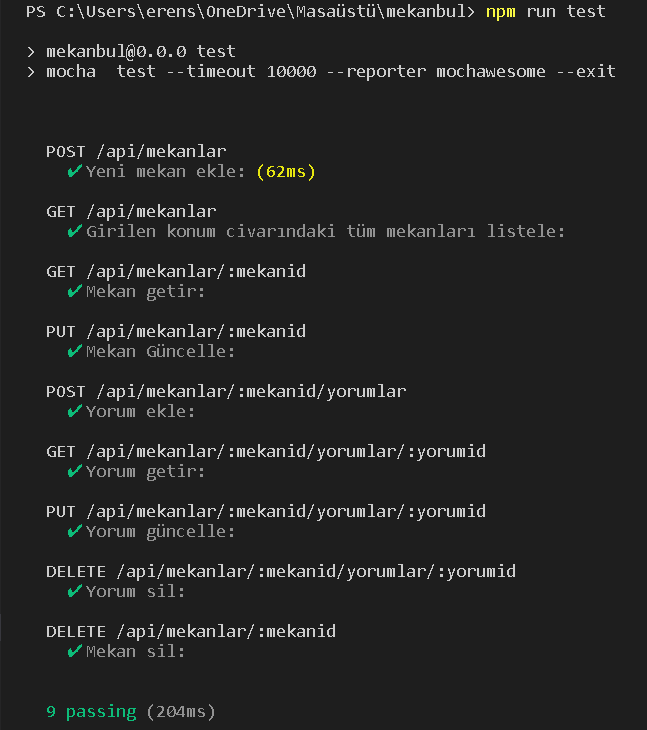 PS C:\Users\erens\OneDrive\Masaüstü\mekanbul> npm run test
> mekanbul@0.0.0 test
> mocha  test --timeout 10000 --reporter mochawesome --exit
POST /api/mekanlar
✔ Yeni mekan ekle: (62ms)
GET /api/mekanlar
✔ Girilen konum civarındaki tüm mekanları listele:
GET /api/mekanlar/:mekanid
✔ Mekan getir:
PUT /api/mekanlar/:mekanid
✔ Mekan Güncelle:
POST /api/mekanlar/:mekanid/yorumlar
✔ Yorum ekle:
GET /api/mekanlar/:mekanid/yorumlar/:yorumid
✔ Yorum getir:
PUT /api/mekanlar/:mekanid/yorumlar/:yorumid
✔ Yorum güncelle:
DELETE /api/mekanlar/:mekanid/yorumlar/:yorumid
✔ Yorum sil:
DELETE /api/mekanlar/:mekanid
✔ Mekan sil:
9 passing (204ms)